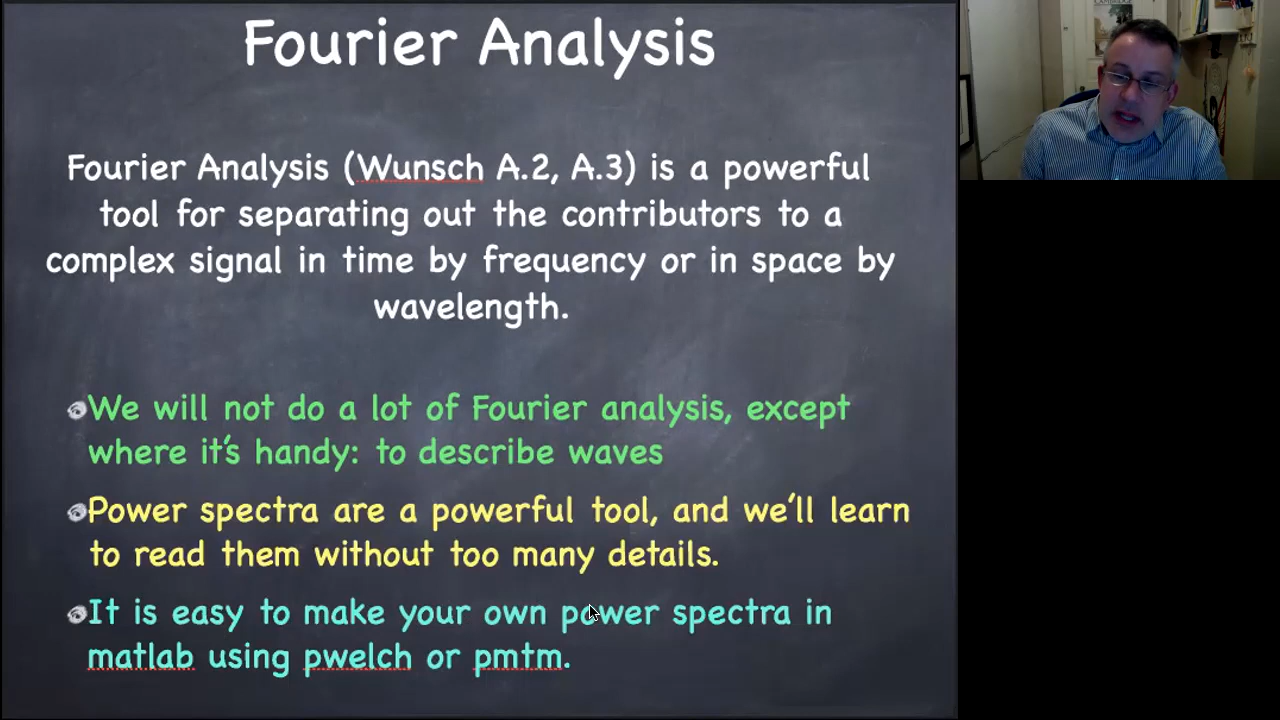 Fourier Analysis
Fourier Analysis (Wunsch A.2, A.3) is a powerful
tool for separating out the contributors to a
complex signal in time by frequency or in space by
wavelength.
We will not do a lot of Fourier analysis, except
where it's handy: to describe waves
Power spectra are a powerful tool, and we'll learn
to read them without too many details.
It is easy to make your own power spectra in
matlab using pwelch or pmtm.